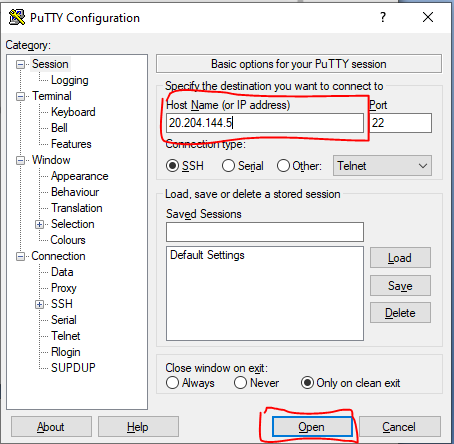 PuTTY Configuration
Category:
Session
Logging
Terminal
Keyboard
Bell
Features
Window
Appearance
Behaviour
Translation
Selection
Colours
Connection
Data
Proxy
SSH
Serial
Telnet
Rlogin
SUPDUP
Basic options for your PuTTY session
Specify the destination you want to connect to
Host Name (or IP address) Port
20.204.144.5 22
Connection type:
SSH Serial Other: Telnet
Load, save or delete a stored session
Saved Sessions
Default Settings
Load
Save
Delete
Close window on exit:
Always Never Only on clean exit
About Help Open Cancel